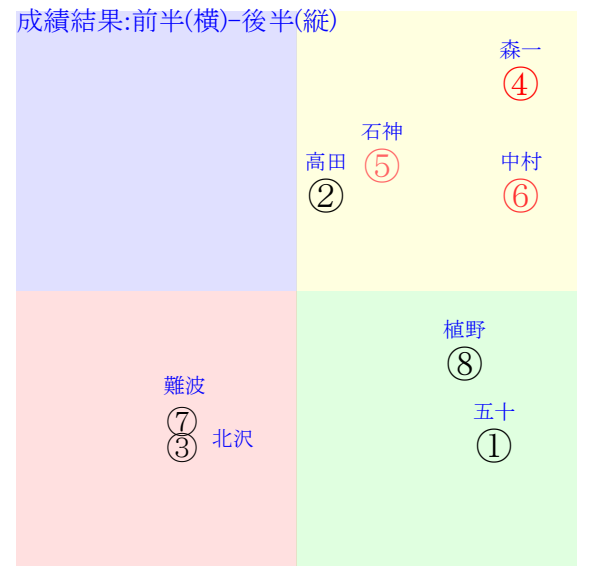 成績結果:前半(横)-後半(縦)
森一
④
石神
⑤
高田
②
中村
⑥
植野
⑧
五十
①
難波
⑦
③
北沢